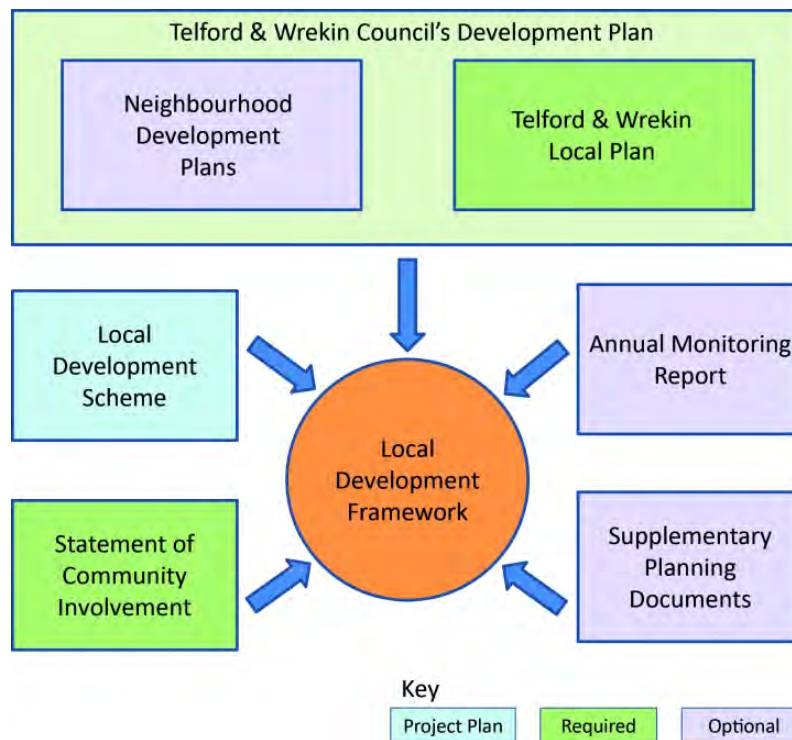 Telford & Wrekin Council's Development Plan
Neighbourhood
Development
Plans
Telford & Wrekin
Local Plan
Local
Development
Scheme
Annual Monitoring
Report
Local
Development
Framework
Statement of
Community
Involvement
Supplementary
Planning
Documents
Key
Project Plan
Required
Optional